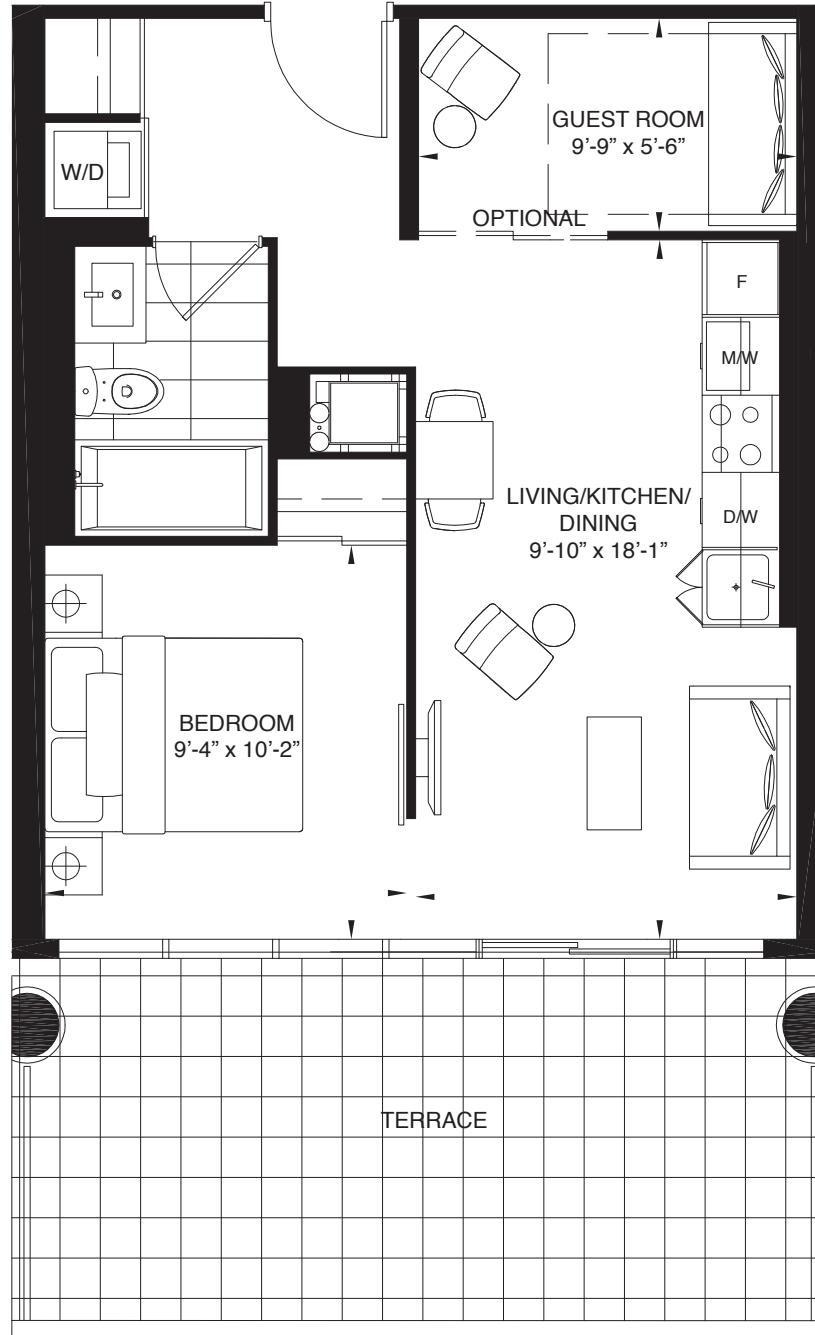 GUEST ROOM
9’-9” x 5’-6”
W/D
OPTIONAL
F
M/W
LIVING/KITCHEN/
DINING
9’-10” x 18’-1”
D/W
BEDROOM
9’-4” x 10’-2”
TERRACE